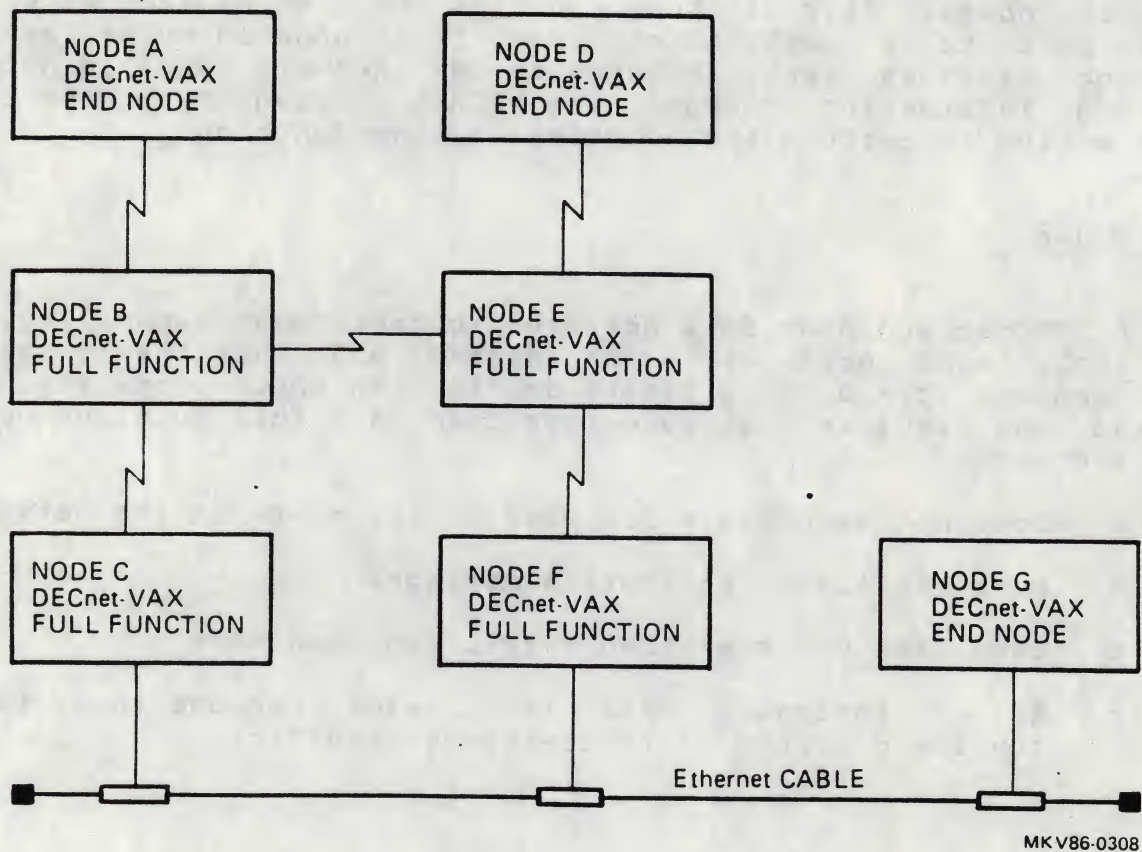 NODE A
DECnet-VAX
END NODE
NODE D
DECnet-VAX
END NODE
NODE B
DECnet-VAX
FULL FUNCTION
NODE E
DECnet-VAX
FULL FUNCTION
NODE C
DECnet-VAX
FULL FUNCTION
NODE F
DECnet-VAX
FULL FUNCTION
NODE G
DECnet-VAX
END NODE
Ethernet CABLE
MKV86-0308